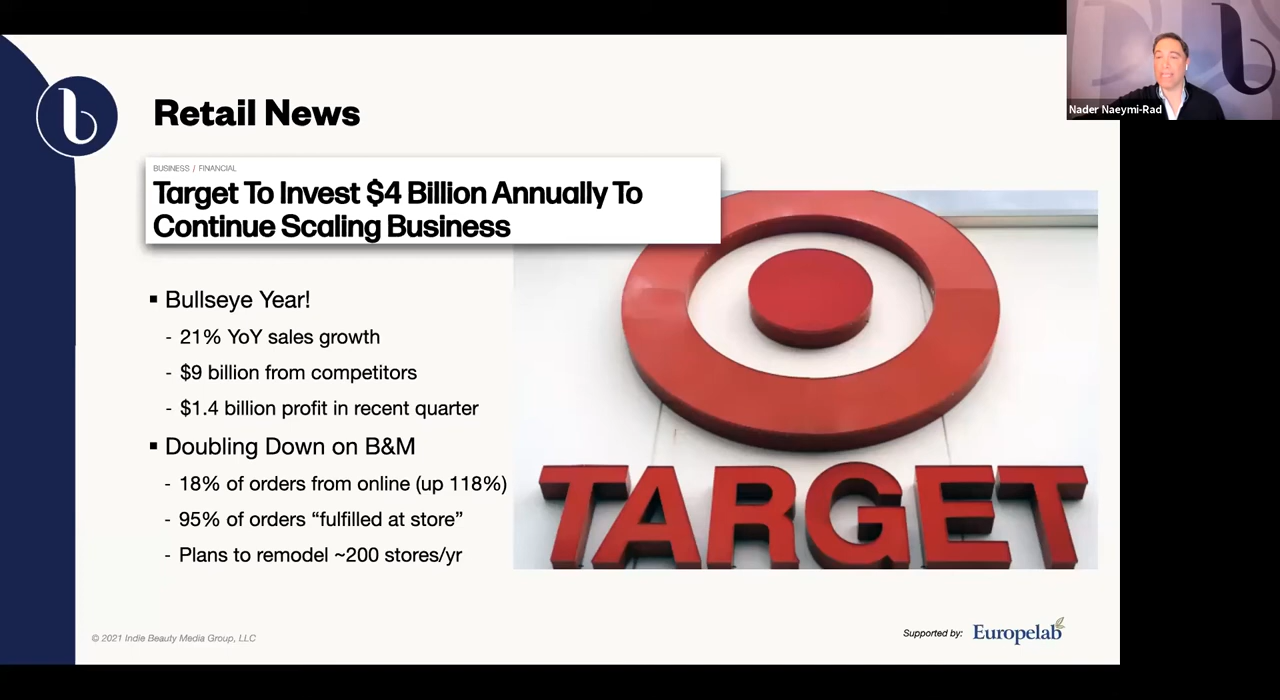 Nader Naeymi-Rad
b
Retail News
BUSINESS / FINANCIAL
Target To Invest $4 Billion Annually To
Continue Scaling Business
▪ Bullseye Year!
- 21% YoY sales growth
- $9 billion from competitors
- $1.4 billion profit in recent quarter
▪ Doubling Down on B&M
- 18% of orders from online (up 118%)
- 95% of orders “fulfilled at store”
- Plans to remodel ~200 stores/yr
TARGET
© 2021 Indie Beauty Media Group, LLC
Supported by: Europelab